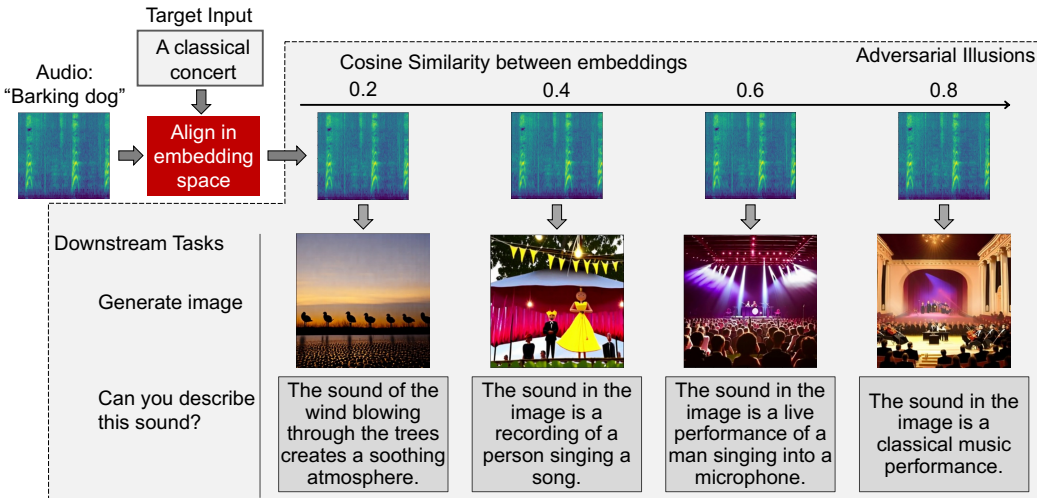 Target Input
A classical
concert
Audio:
“Barking dog”
Align in
embedding
space
Cosine Similarity between embeddings
Adversarial Illusions
0.2
0.4
0.6
0.8
Downstream Tasks
Generate image
Can you describe
this sound?
The sound of the
wind blowing
through the trees
creates a soothing
atmosphere.
The sound in the
image is a
recording of a
person singing a
song.
The sound in the
image is a live
performance of a
man singing into a
microphone.
The sound in the
image is a
classical music
performance.